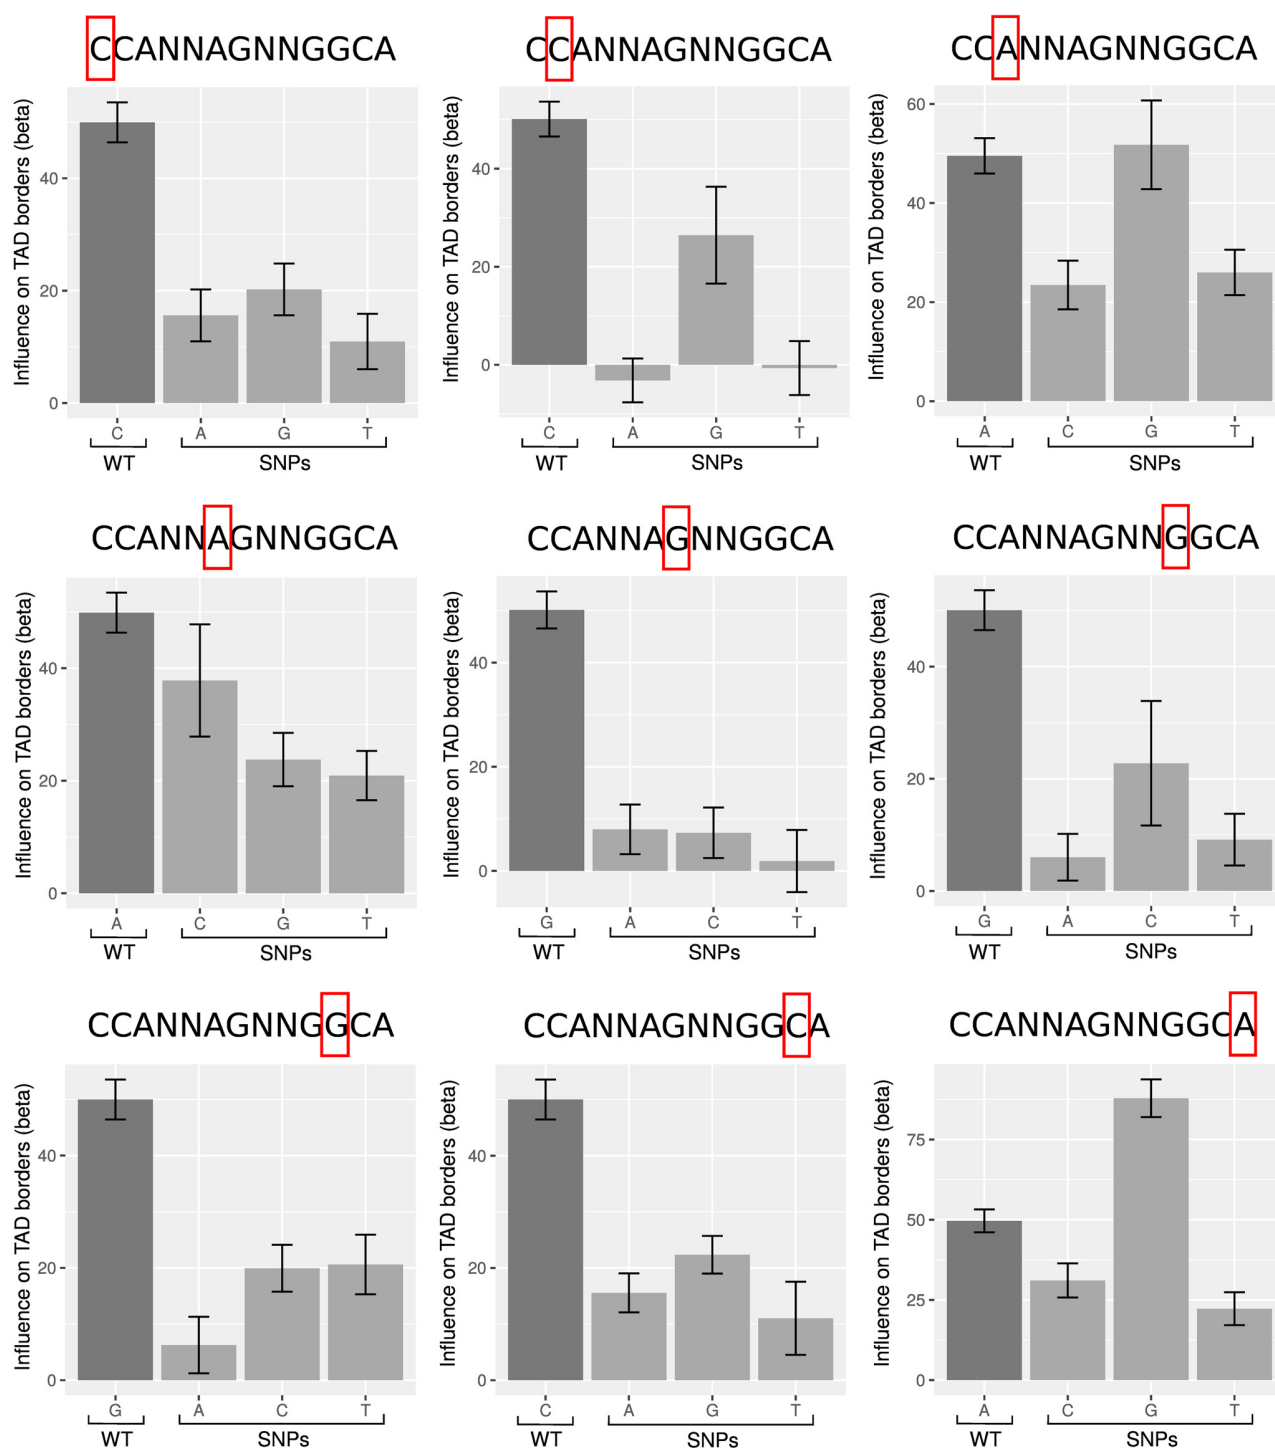 CCANNAGNNGGCA
Influence on TAD borders (beta)
40
20
0
C A G T
WT SNPs
CCANNAGNNGGCA
Influence on TAD borders (beta)
40
20
0
C A G T
WT SNPs
CCANNAGNNGGCA
Influence on TAD borders (beta)
60
40
20
0
A C G T
WT SNPs
CCANNAGNNGGCA
Influence on TAD borders (beta)
40
20
0
A C G T
WT SNPs
CCANNAGNNGGCA
Influence on TAD borders (beta)
40
20
0
G A C T
WT SNPs
CCANNAGNNGGCA
Influence on TAD borders (beta)
40
20
0
G A C T
WT SNPs
CCANNAGNNGGCA
Influence on TAD borders (beta)
40
20
0
G A C T
WT SNPs
CCANNAGNNGGCA
Influence on TAD borders (beta)
40
20
0
C A G T
WT SNPs
CCANNAGNNGGCA
Influence on TAD borders (beta)
75
50
25
0
A C G T
WT SNPs